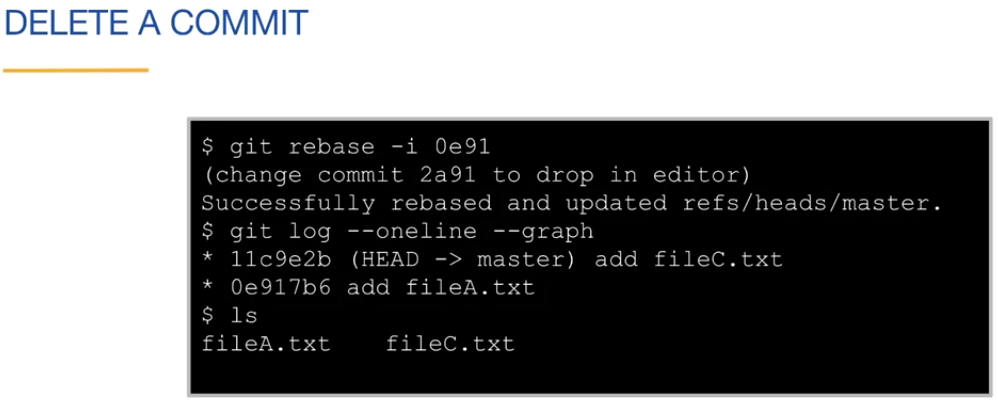 DELETE A COMMIT
$ git rebase -i 0e91
(change commit 2a91 to drop in editor)
Successfully rebased and updated refs/heads/master.
$ git log --oneline --graph
* 11c9e2b (HEAD -> master) add fileC.txt
* 0e917b6 add fileA.txt
$ ls
fileA.txt    fileC.txt